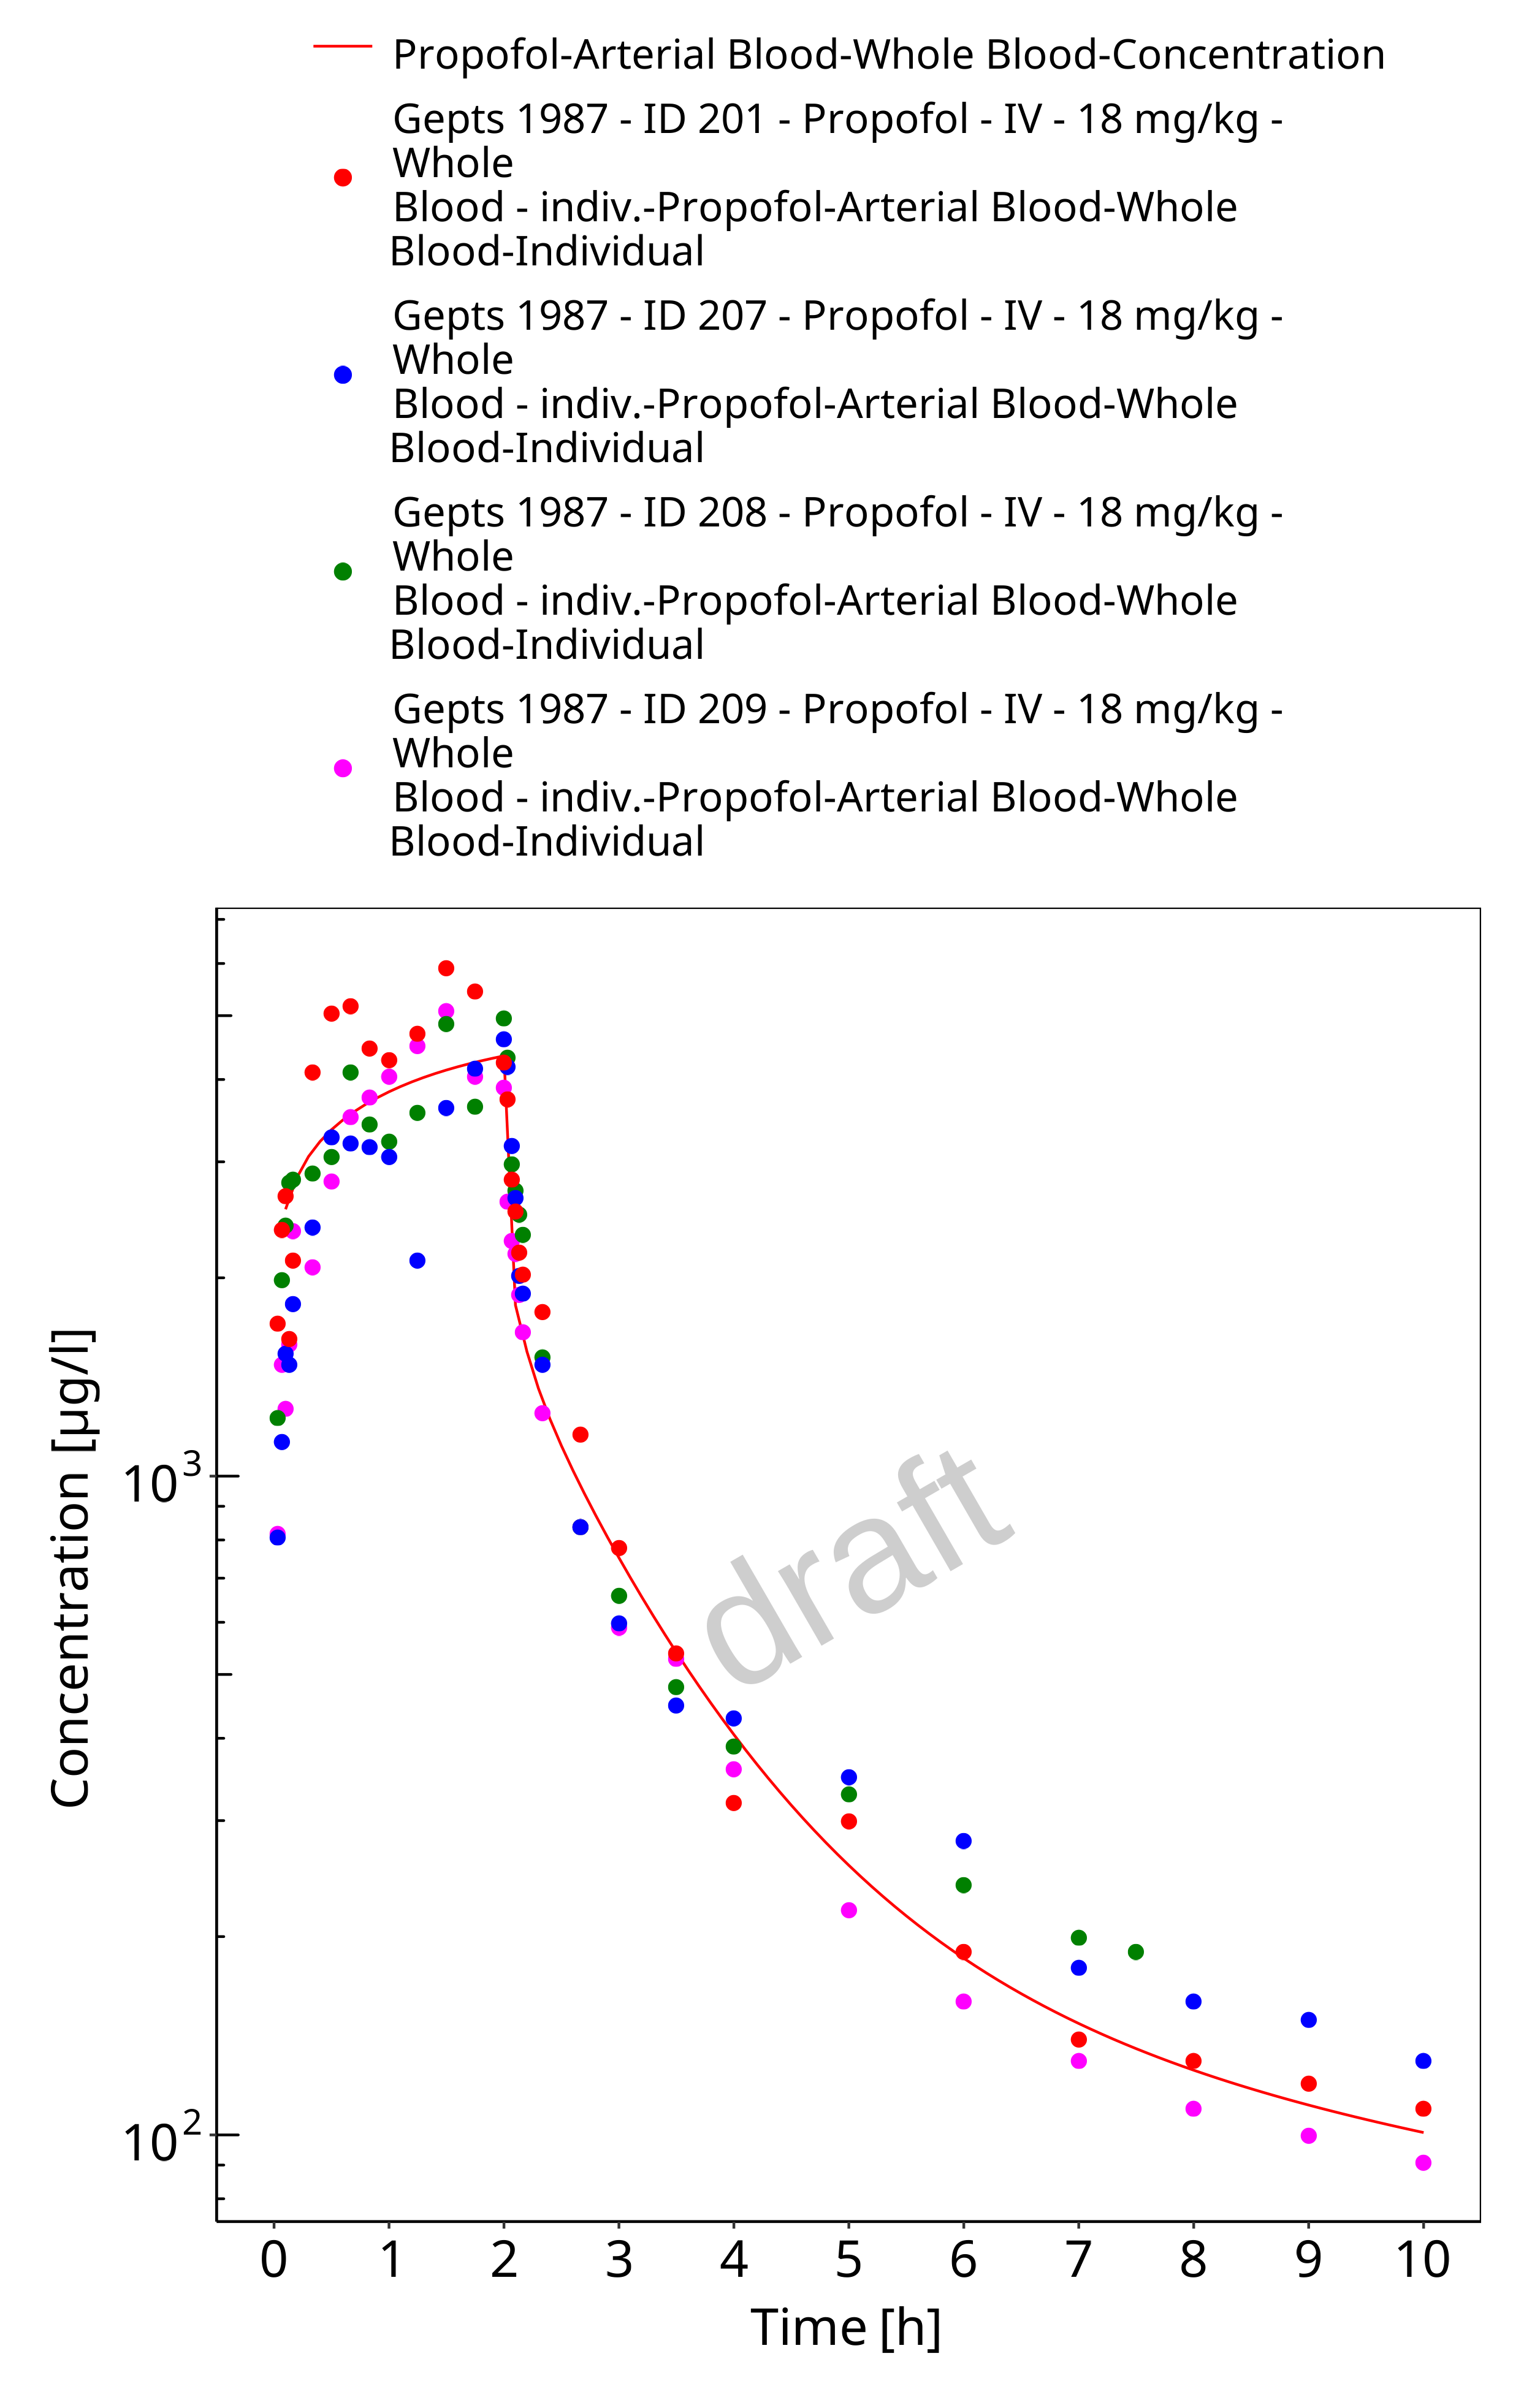 Propofol-Arterial Blood-Whole Blood-Concentration
Gepts 1987 - ID 201 - Propofol - IV - 18 mg/kg -
Whole
Blood - indiv.-Propofol-Arterial Blood-Whole
Blood-Individual
Gepts 1987 - ID 207 - Propofol - IV - 18 mg/kg -
Whole
Blood - indiv.-Propofol-Arterial Blood-Whole
Blood-Individual
Gepts 1987 - ID 208 - Propofol - IV - 18 mg/kg -
Whole
Blood - indiv.-Propofol-Arterial Blood-Whole
Blood-Individual
Gepts 1987 - ID 209 - Propofol - IV - 18 mg/kg -
Whole
Blood - indiv.-Propofol-Arterial Blood-Whole
Blood-Individual
Concentration [µg/l]
10³
10²
draft
0 1 2 3 4 5 6 7 8 9 10
Time [h]